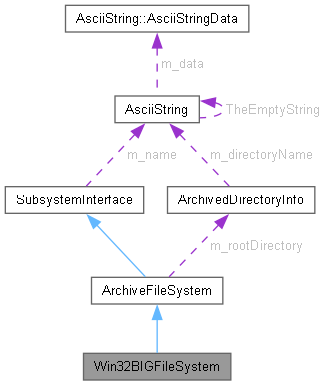 AsciiString::AsciiStringData
m_data
AsciiString
TheEmptyString
m_name
m_directoryName
SubsystemInterface
ArchivedDirectoryInfo
m_rootDirectory
ArchiveFileSystem
Win32BIGFileSystem